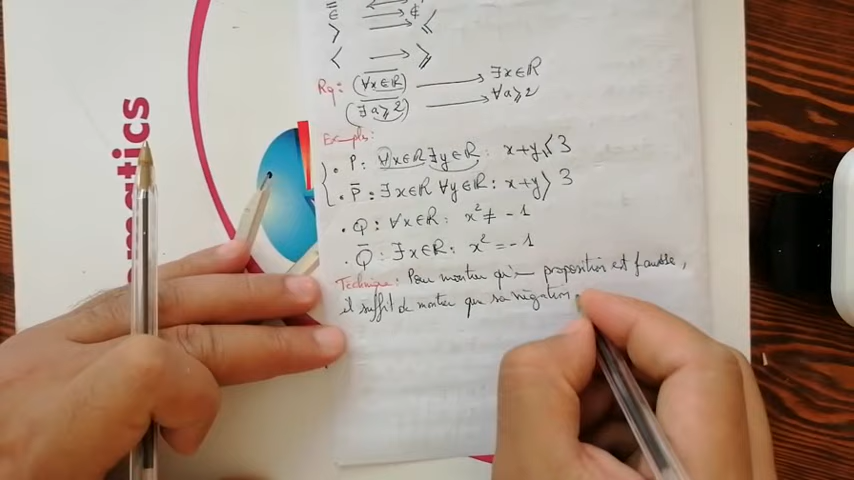 ∈ ⟶ ∉
> ⟶ ≤
< ⟶ ≥
Rq: (∀x∈ℝ) ⟶ ∃x∈ℝ
(∃a≥2) ⟶ ∀a≥2
Exemples:
• P: ∀x∈ℝ ∃y∈ℝ: x+y≤3
• P̅: ∃x∈ℝ ∀y∈ℝ: x+y>3
• Q: ∀x∈ℝ: x²≠-1
• Q̅: ∃x∈ℝ: x²=-1
Technique: Pour montrer qu'une proposition est fausse,
il suffit de montrer que sa négation
matics